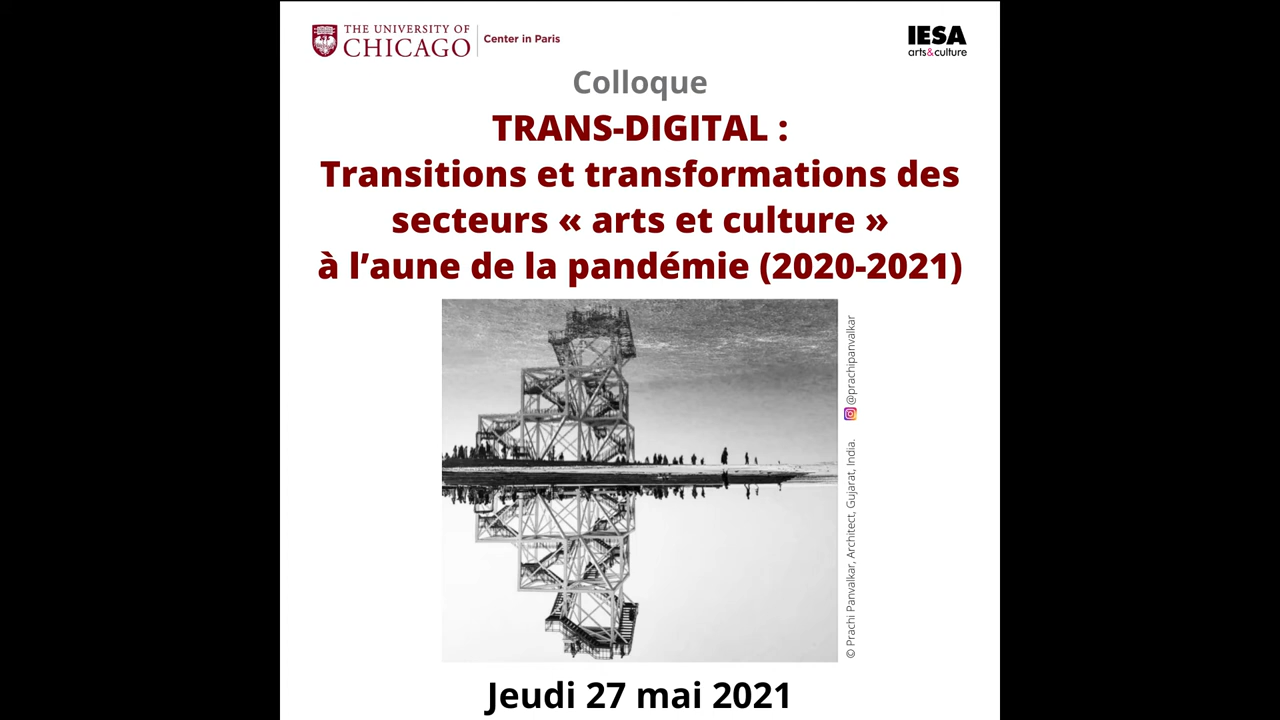 THE UNIVERSITY OF
CHICAGO
Center in Paris
IESA
arts&culture
Colloque
TRANS-DIGITAL :
Transitions et transformations des
secteurs « arts et culture »
à l’aune de la pandémie (2020-2021)
@prachipanvalkar
© Prachi Panvalkar, Architect, Gujarat, India.
Jeudi 27 mai 2021